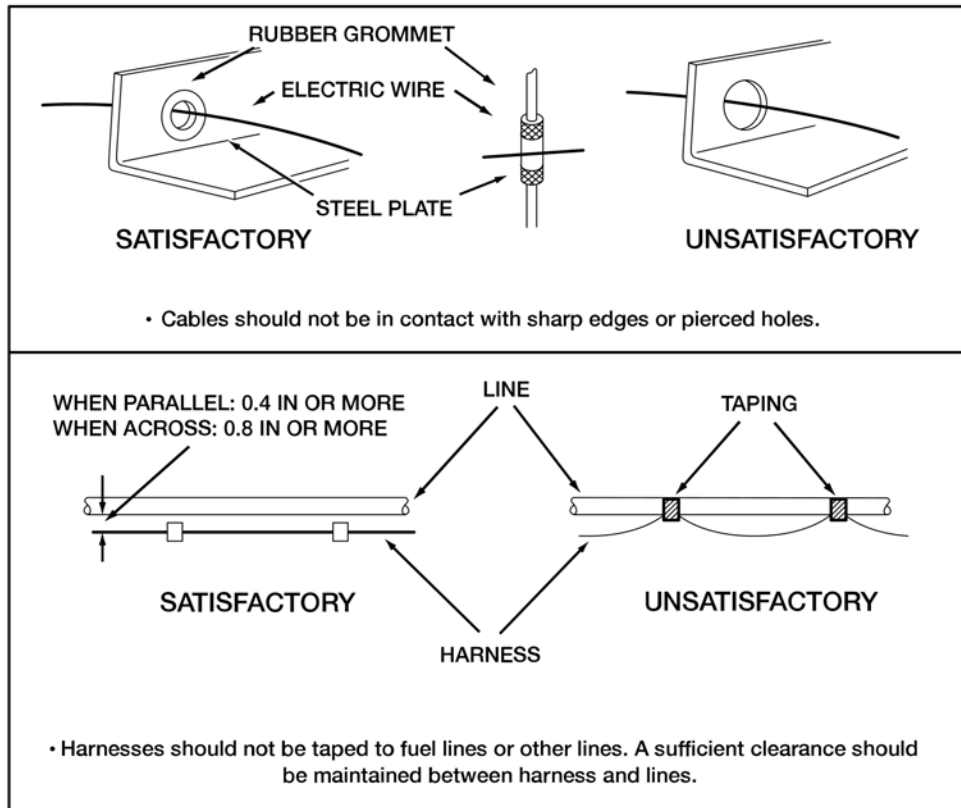 RUBBER GROMMET
ELECTRIC WIRE
STEEL PLATE
SATISFACTORY
UNSATISFACTORY
• Cables should not be in contact with sharp edges or pierced holes.
WHEN PARALLEL: 0.4 IN OR MORE
WHEN ACROSS: 0.8 IN OR MORE
LINE
TAPING
SATISFACTORY
UNSATISFACTORY
HARNESS
• Harnesses should not be taped to fuel lines or other lines. A sufficient clearance should
be maintained between harness and lines.